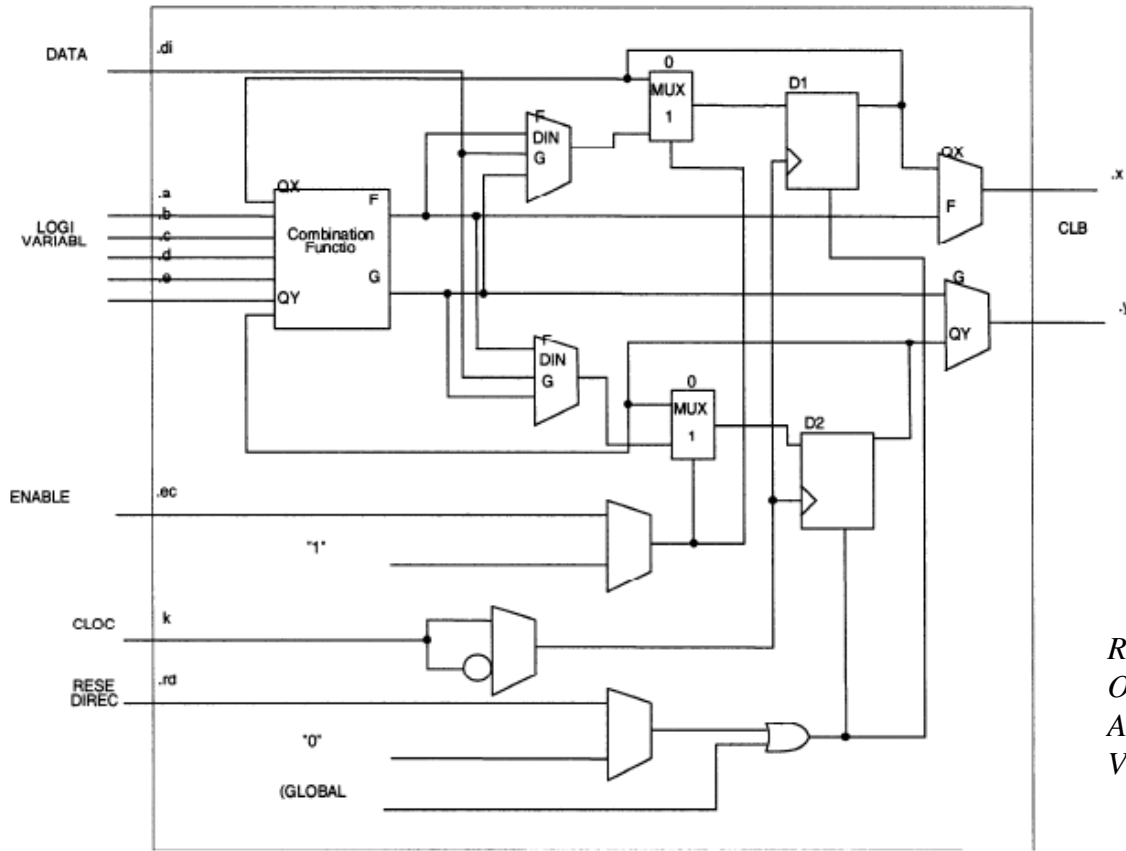 DATA
.di
0
MUX
1
D1
F
DIN
G
QX
F
.x
CLB
.a
.b
.c
.d
.e
LOGI
VARIABL
QX
F
Combination
Functio
G
QY
G
QY
.y
F
DIN
G
0
MUX
1
D2
ENABLE
.ec
"1"
CLOC
k
RESE
DIREC
.rd
"0"
(GLOBAL
R
O
A
V